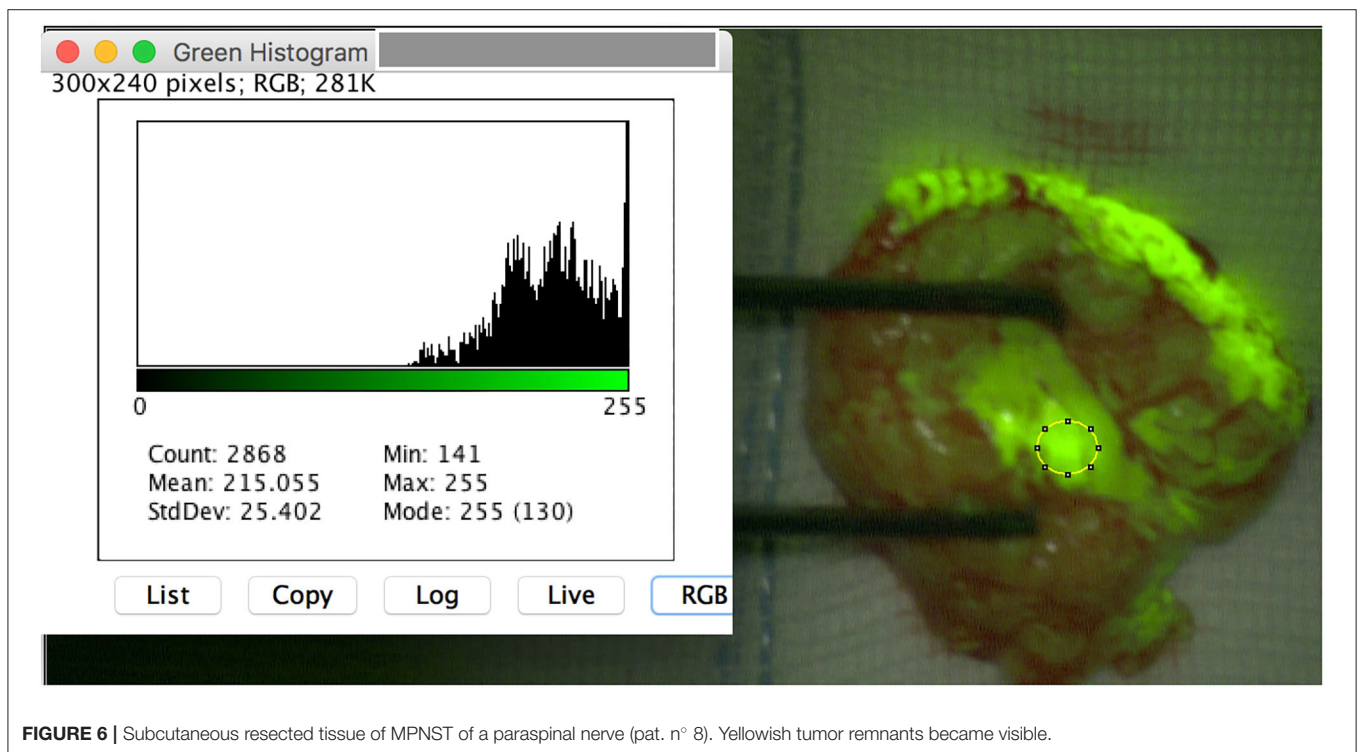 Green Histogram
300x240 pixels; RGB; 281K
0 255
Count: 2868 Min: 141
Mean: 215.055 Max: 255
StdDev: 25.402 Mode: 255 (130)
List Copy Log Live RGB
FIGURE 6 | Subcutaneous resected tissue of MPNST of a paraspinal nerve (pat. n° 8). Yellowish tumor remnants became visible.